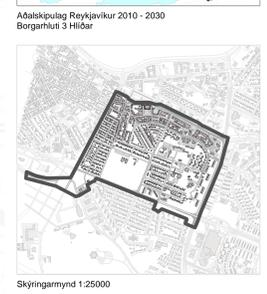 Aðalskipulag Reykjavíkur 2010 - 2030
Borgarhluti 3 Hlíðar
Skýringarmynd 1:25000